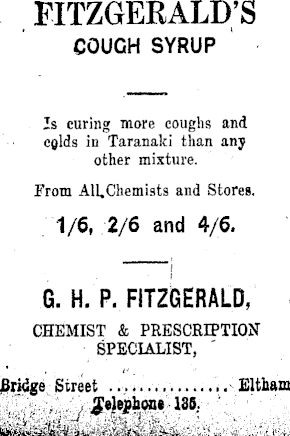 FITZGERALD'S
COUGH SYRUP
Is curing more coughs and
colds in Taranaki than any
other mixture.
From All Chemists and Stores.
1/6, 2/6 and 4/6.
G. H. P. FITZGERALD,
CHEMIST & PRESCRIPTION
SPECIALIST,
Bridge Street ................ Eltham
Telephone 135.